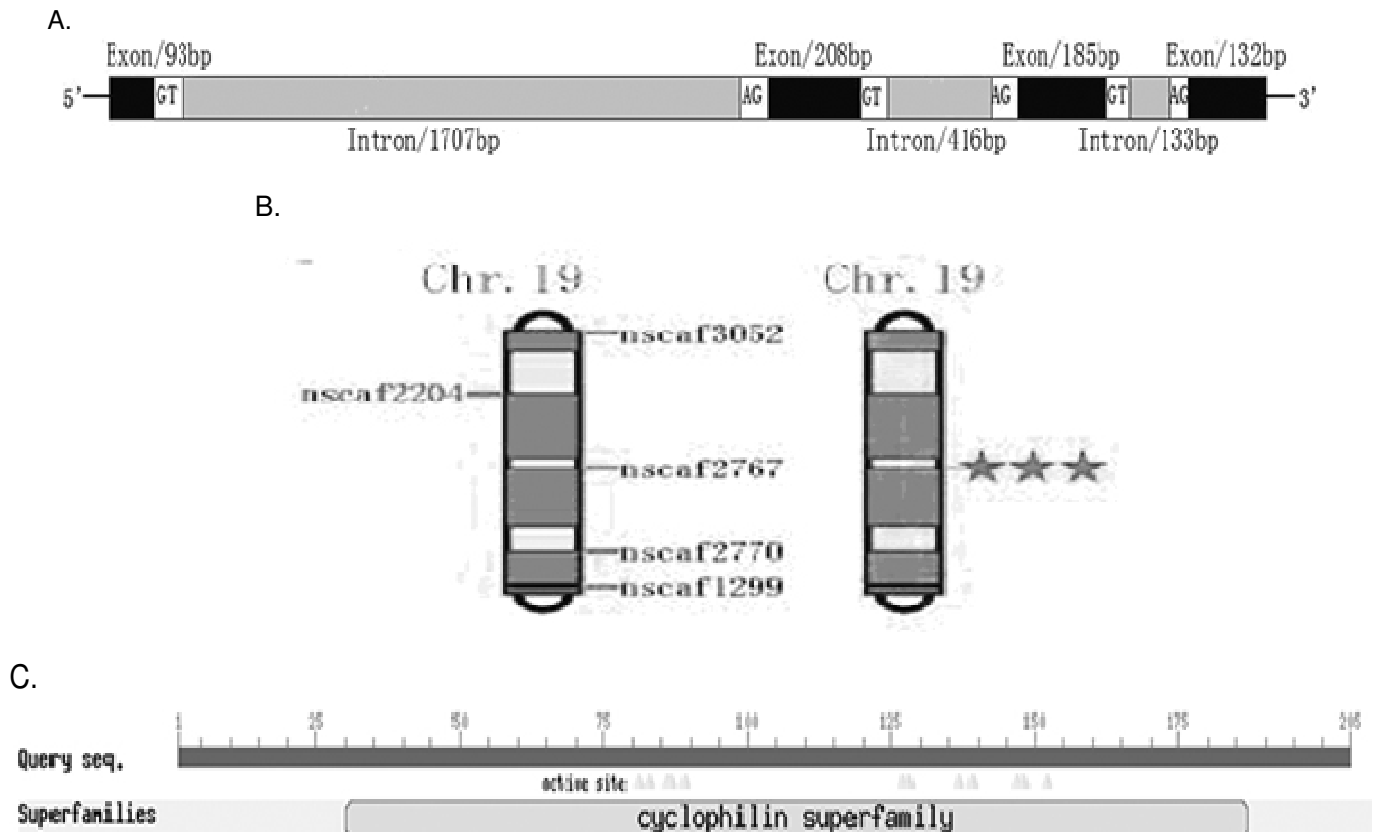 A.
Exon/93bp Exon/208bp Exon/185bp Exon/132bp
5' GT AG GT AG GT AG 3'
Intron/1707bp Intron/416bp Intron/133bp
B.
Chr. 19 Chr. 19
nscaf3052
nscaf2204
nscaf2767
nscaf2770
nscaf1299
C.
1 25 50 75 100 125 150 175 205
Query seq.
active site
Superfamilies cyclophilin superfamily